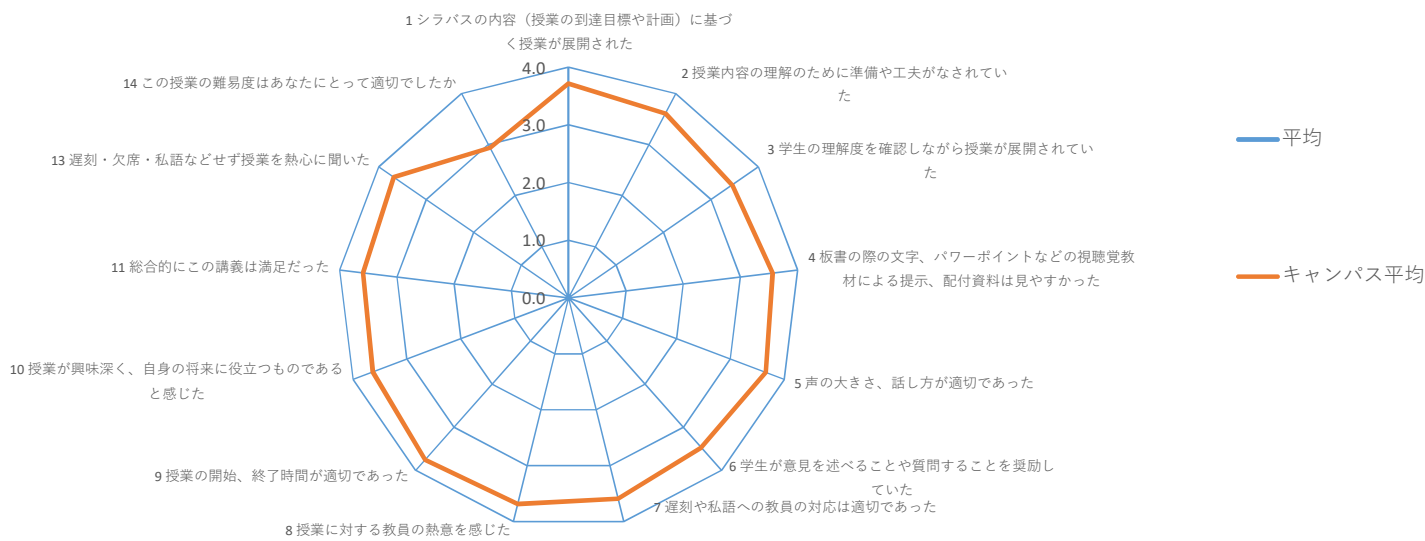 1 シラバスの内容（授業の到達目標や計画）に基づ
く授業が展開された
2 授業内容の理解のために準備や工夫がなされてい
た
3 学生の理解度を確認しながら授業が展開されてい
た
4 板書の際の文字、パワーポイントなどの視聴覚教
材による提示、配付資料は見やすかった
5 声の大きさ、話し方が適切であった
6 学生が意見を述べることや質問することを奨励し
ていた
7 遅刻や私語への教員の対応は適切であった
8 授業に対する教員の熱意を感じた
9 授業の開始、終了時間が適切であった
10 授業が興味深く、自身の将来に役立つものである
と感じた
11 総合的にこの講義は満足だった
13 遅刻・欠席・私語などせず授業を熱心に聞いた
14 この授業の難易度はあなたにとって適切でしたか
4.0
3.0
2.0
1.0
0.0
平均
キャンパス平均